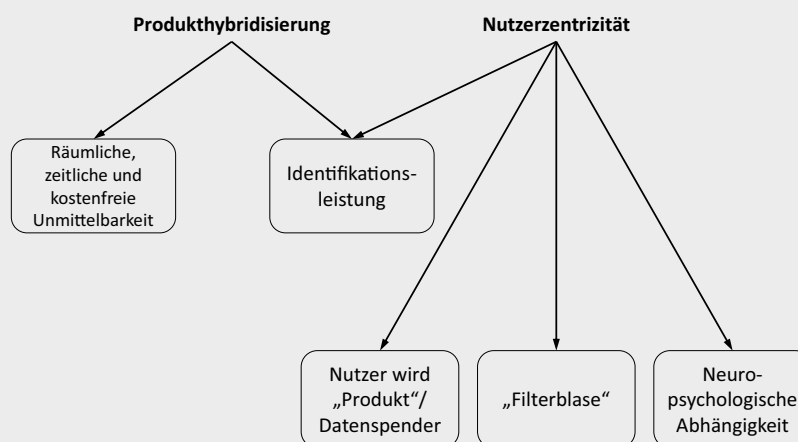 Produkthybridisierung
Nutzerzentrizität
Räumliche,
zeitliche und
kostenfreie
Unmittelbarkeit
Identifikations-
leistung
Nutzer wird
„Produkt“/
Datenspender
„Filterblase“
Neuro-
psychologische
Abhängigkeit